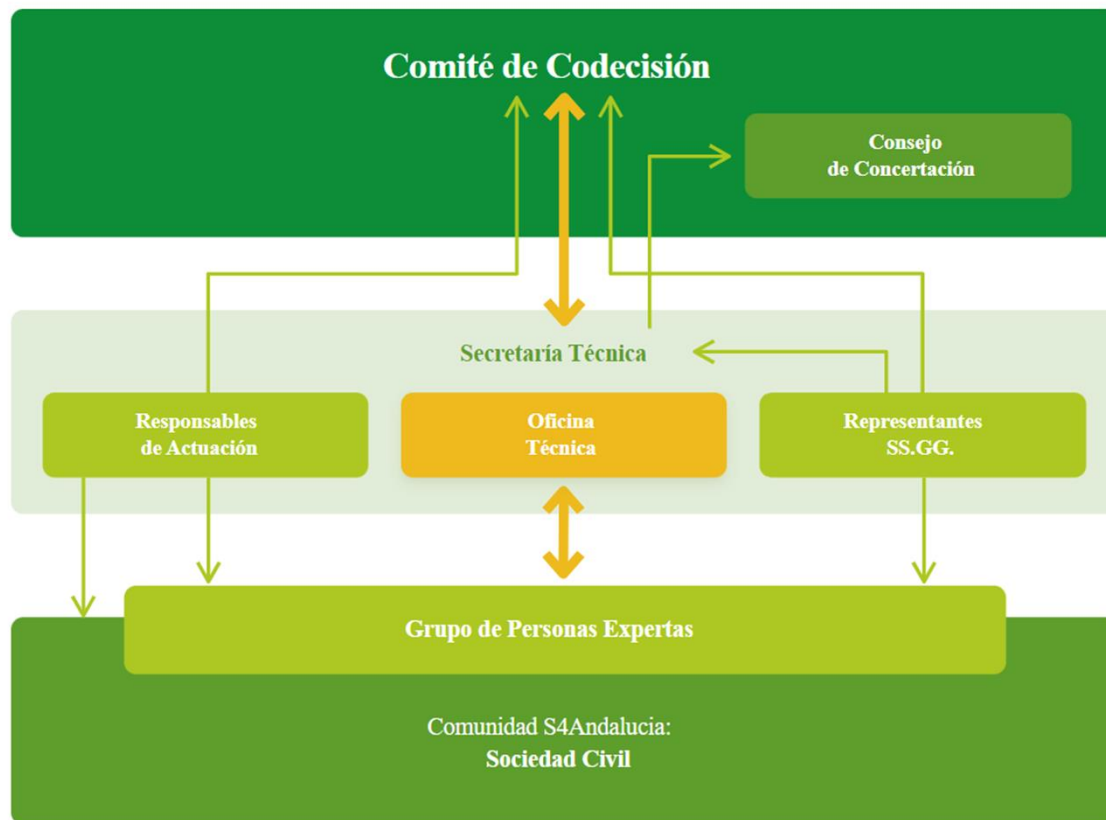 Comité de Codecisión
Consejo
de Concertación
Secretaría Técnica
Responsables
de Actuación
Oficina
Técnica
Representantes
SS.GG.
Grupo de Personas Expertas
Comunidad S4Andalucia:
Sociedad Civil